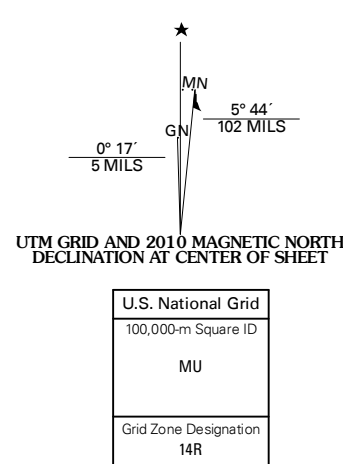 ★
MN
GN
5° 44´
102 MILS
0° 17´
5 MILS
UTM GRID AND 2010 MAGNETIC NORTH
DECLINATION AT CENTER OF SHEET
U.S. National Grid
100,000-m Square ID
MU
Grid Zone Designation
14R